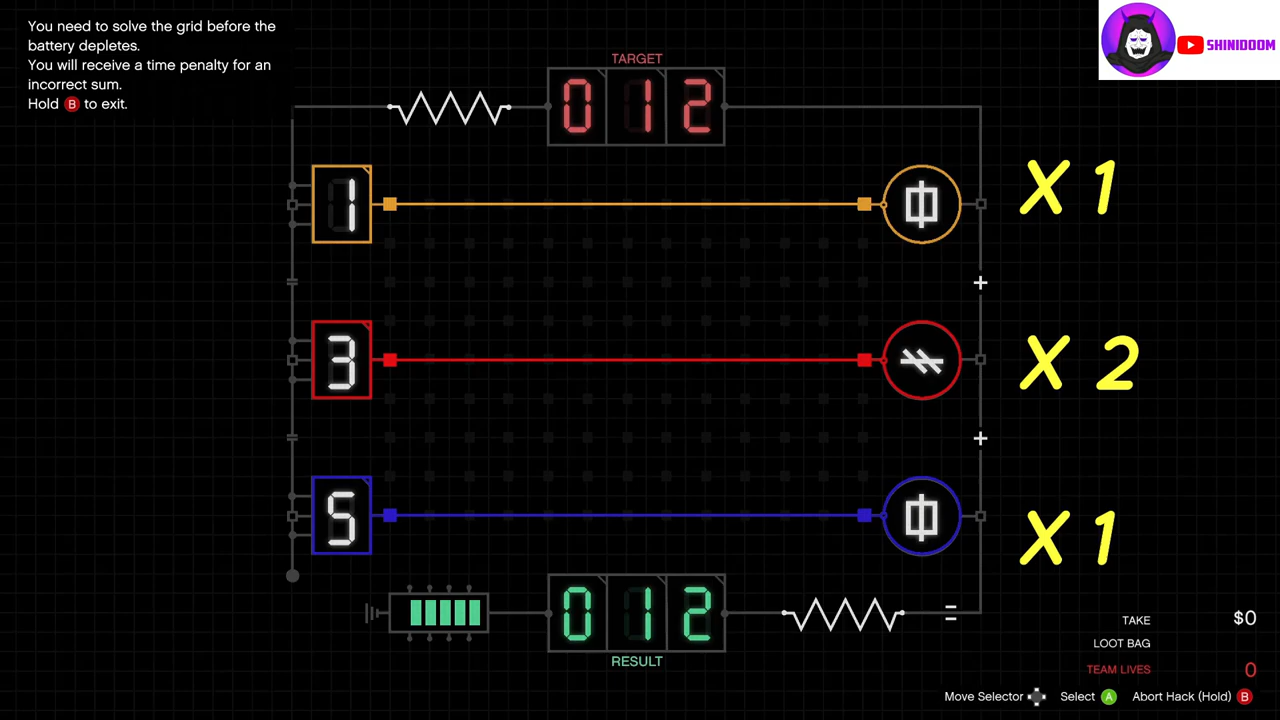 You need to solve the grid before the
battery depletes.
You will receive a time penalty for an
incorrect sum.
Hold B to exit.
SHINIDOOM
TARGET
012
1
X 1
+
3
X 2
+
5
X 1
012
=
RESULT
TAKE $0
LOOT BAG
TEAM LIVES 0
Move Selector Select A Abort Hack (Hold) B